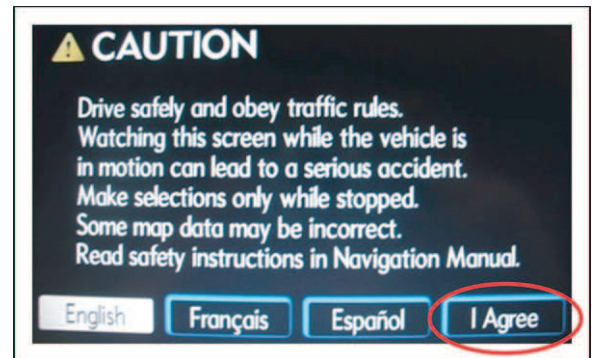 CAUTION
Drive safely and obey traffic rules.
Watching this screen while the vehicle is
in motion can lead to a serious accident.
Make selections only while stopped.
Some map data may be incorrect.
Read safety instructions in Navigation Manual.
English Français Español I Agree